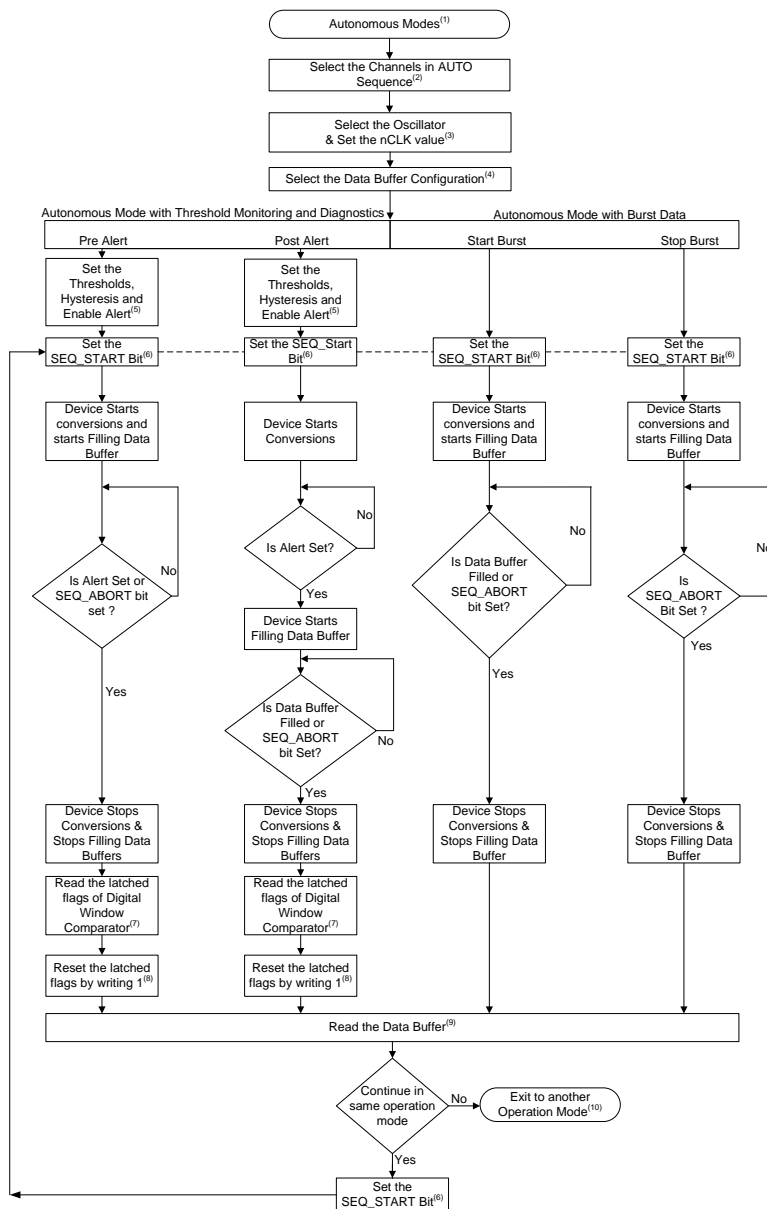 Autonomous Modes(1)
Select the Channels in AUTO
Sequence(2)
Select the Oscillator
& Set the nCLK value(3)
Select the Data Buffer Configuration(4)
Autonomous Mode with Threshold Monitoring and Diagnostics
Autonomous Mode with Burst Data
Pre Alert
Post Alert
Start Burst
Stop Burst
Set the
Thresholds,
Hysteresis and
Enable Alert(5)
Set the
Thresholds,
Hysteresis and
Enable Alert(5)
Set the
SEQ_START Bit(6)
Set the SEQ_Start
Bit(6)
Set the
SEQ_START Bit(6)
Set the
SEQ_START Bit(6)
Device Starts
conversions and
starts Filling Data
Buffer
Device Starts
Conversions
Device Starts
conversions and
starts Filling Data
Buffer
Device Starts
conversions and
starts Filling Data
Buffer
Is Alert Set or
SEQ_ABORT bit
set ?
No
Yes
Is Alert Set?
No
Yes
Device Starts
Filling Data Buffer
Is Data Buffer
Filled or
SEQ_ABORT
bit Set?
No
Yes
Is Data Buffer
Filled or
SEQ_ABORT
bit Set?
No
Yes
Is
SEQ_ABORT
Bit Set ?
No
Yes
Device Stops
Conversions &
Stops Filling Data
Buffers
Device Stops
Conversions &
Stops Filling Data
Buffers
Device Stops
Conversions &
Stops Filling Data
Buffer
Device Stops
Conversions &
Stops Filling Data
Buffer
Read the latched
flags of Digital
Window
Comparator(7)
Read the latched
flags of Digital
Window
Comparator(7)
Reset the latched
flags by writing 1(8)
Reset the latched
flags by writing 1(8)
Read the Data Buffer(9)
Continue in
same operation
mode
No
Exit to another
Operation Mode(10)
Yes
Set the
SEQ_START Bit(6)